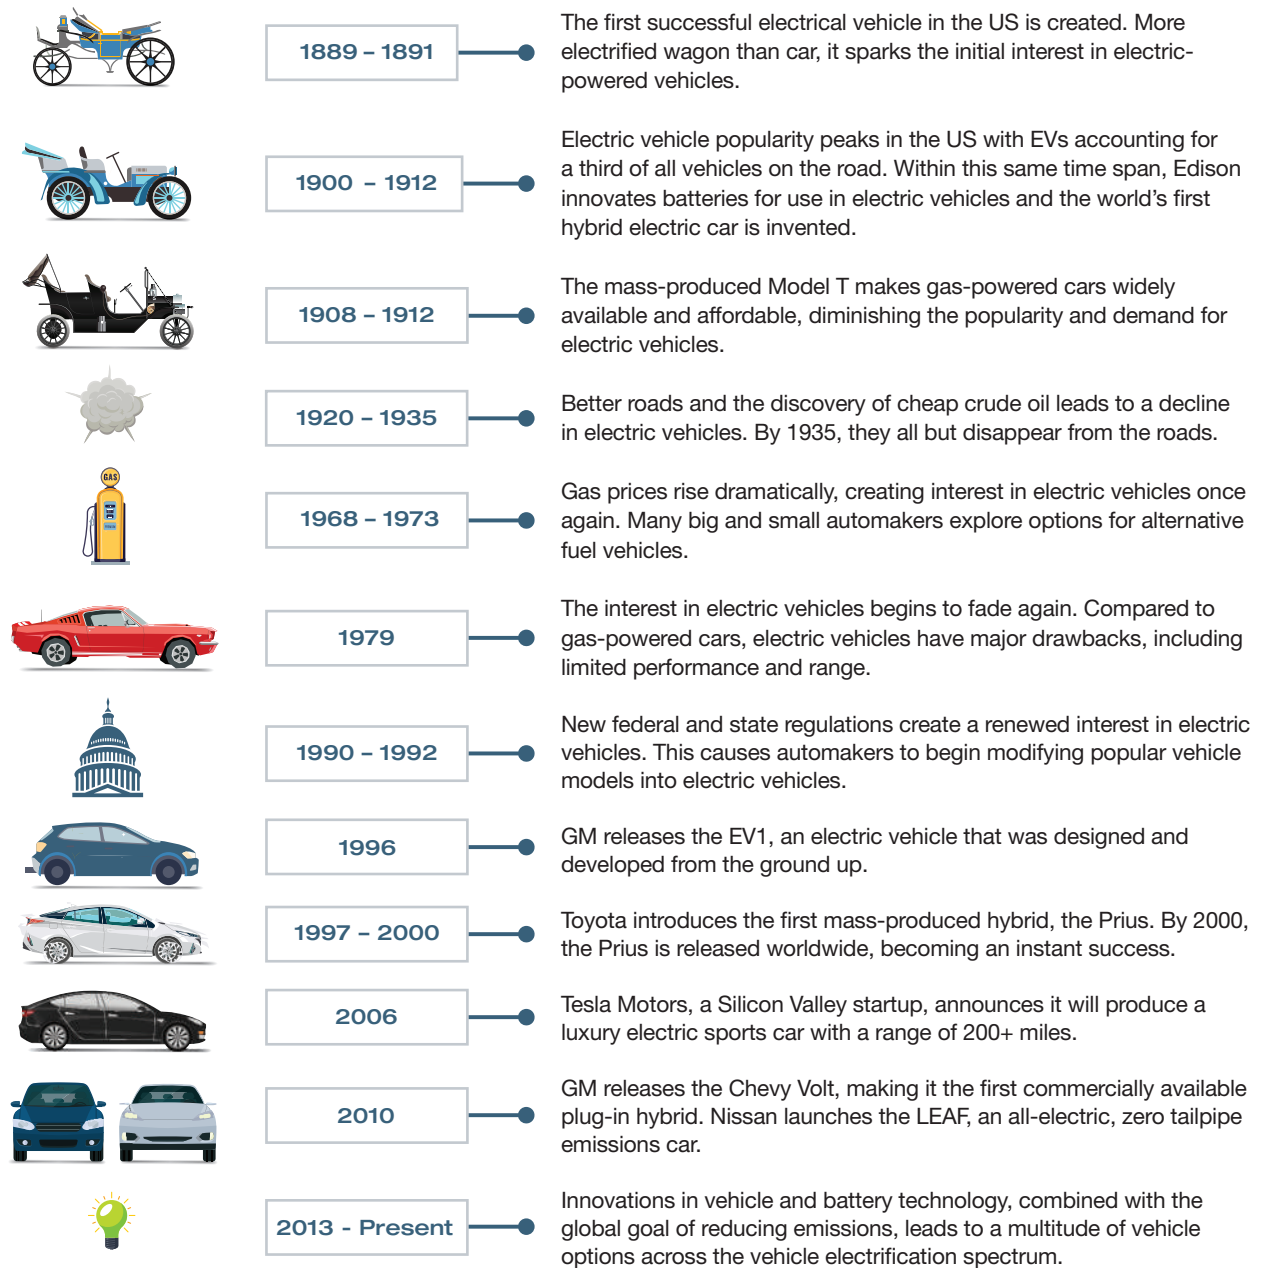 1889 – 1891
The first successful electrical vehicle in the US is created. More
electrified wagon than car, it sparks the initial interest in electric-
powered vehicles.
1900 – 1912
Electric vehicle popularity peaks in the US with EVs accounting for
a third of all vehicles on the road. Within this same time span, Edison
innovates batteries for use in electric vehicles and the world's first
hybrid electric car is invented.
1908 – 1912
The mass-produced Model T makes gas-powered cars widely
available and affordable, diminishing the popularity and demand for
electric vehicles.
1920 – 1935
Better roads and the discovery of cheap crude oil leads to a decline
in electric vehicles. By 1935, they all but disappear from the roads.
GAS
1968 – 1973
Gas prices rise dramatically, creating interest in electric vehicles once
again. Many big and small automakers explore options for alternative
fuel vehicles.
1979
The interest in electric vehicles begins to fade again. Compared to
gas-powered cars, electric vehicles have major drawbacks, including
limited performance and range.
1990 – 1992
New federal and state regulations create a renewed interest in electric
vehicles. This causes automakers to begin modifying popular vehicle
models into electric vehicles.
1996
GM releases the EV1, an electric vehicle that was designed and
developed from the ground up.
1997 – 2000
Toyota introduces the first mass-produced hybrid, the Prius. By 2000,
the Prius is released worldwide, becoming an instant success.
2006
Tesla Motors, a Silicon Valley startup, announces it will produce a
luxury electric sports car with a range of 200+ miles.
2010
GM releases the Chevy Volt, making it the first commercially available
plug-in hybrid. Nissan launches the LEAF, an all-electric, zero tailpipe
emissions car.
2013 - Present
Innovations in vehicle and battery technology, combined with the
global goal of reducing emissions, leads to a multitude of vehicle
options across the vehicle electrification spectrum.